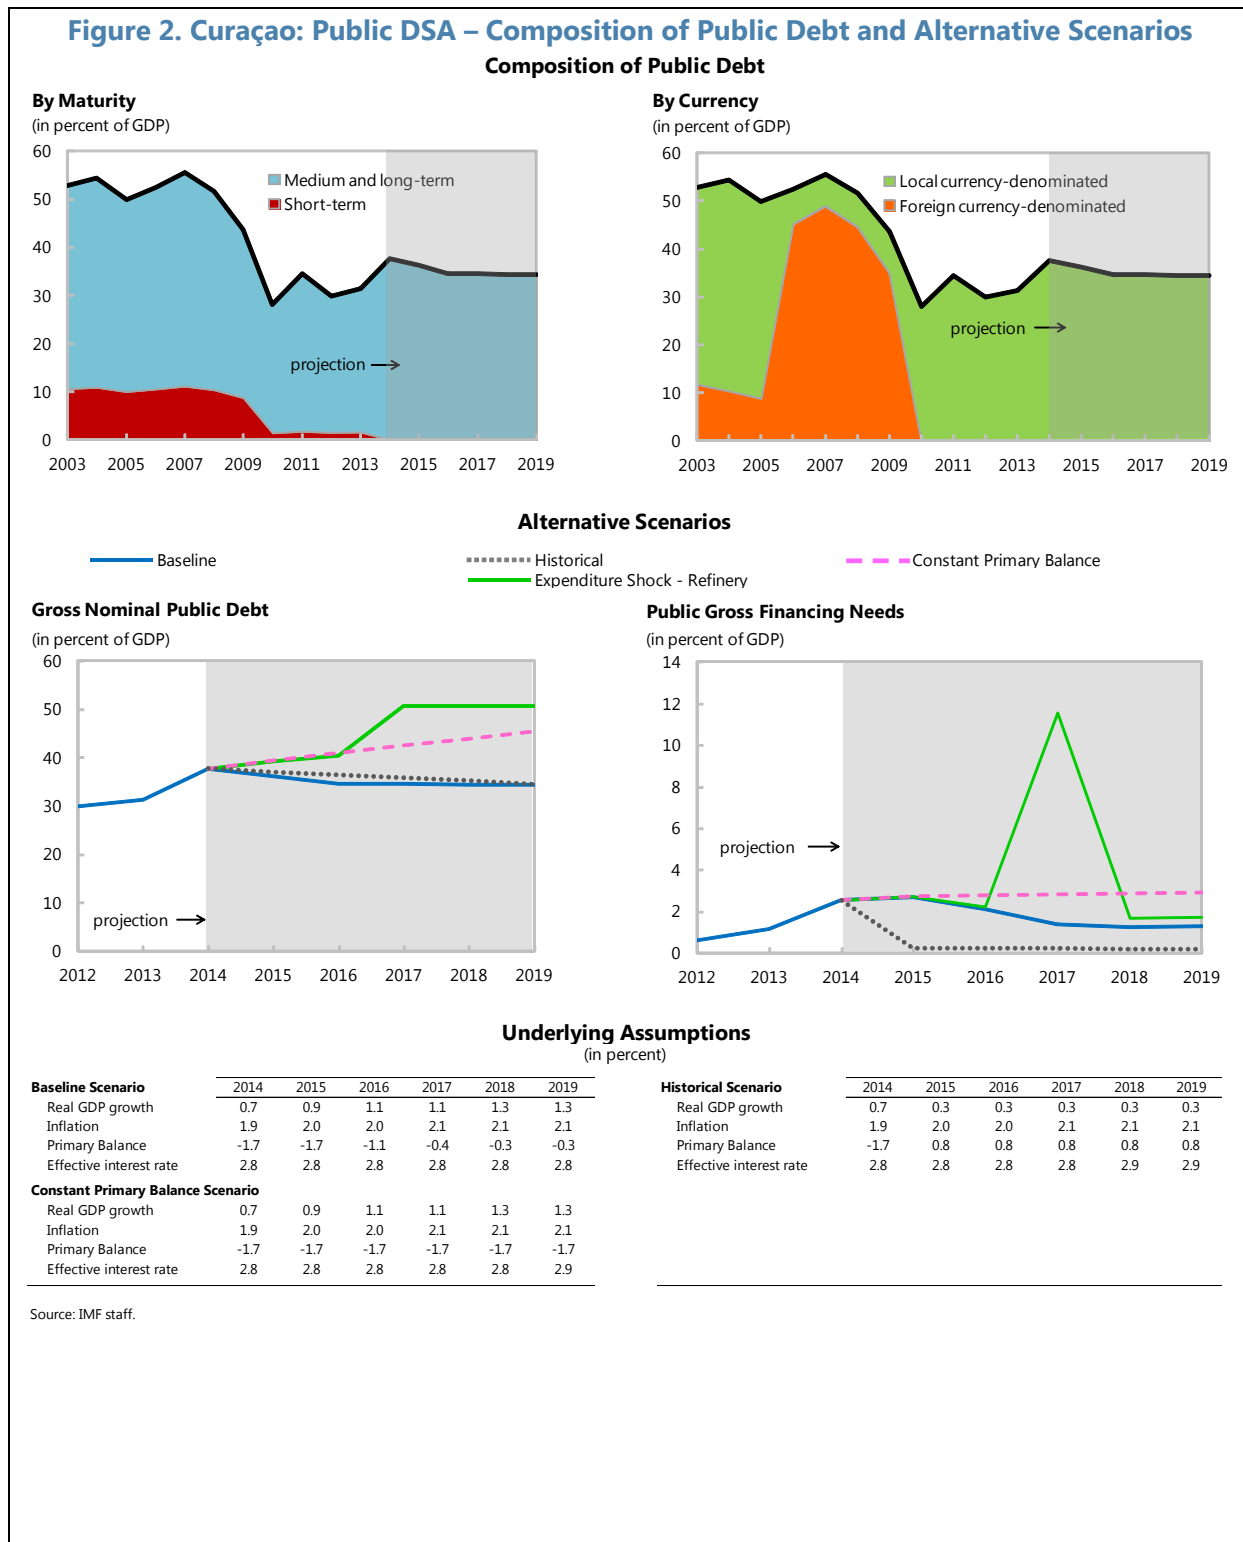 Figure 2. Curaçao: Public DSA – Composition of Public Debt and Alternative Scenarios
Composition of Public Debt
By Maturity
(in percent of GDP)
60
50
40
30
20
10
0
Medium and long-term
Short-term
projection
2003 2005 2007 2009 2011 2013 2015 2017 2019
By Currency
(in percent of GDP)
60
50
40
30
20
10
0
Local currency-denominated
Foreign currency-denominated
projection
2003 2005 2007 2009 2011 2013 2015 2017 2019
Alternative Scenarios
Baseline Historical Constant Primary Balance
Expenditure Shock - Refinery
Gross Nominal Public Debt
(in percent of GDP)
60
50
40
30
20
10
0
projection
2012 2013 2014 2015 2016 2017 2018 2019
Public Gross Financing Needs
(in percent of GDP)
14
12
10
8
6
4
2
0
projection
2012 2013 2014 2015 2016 2017 2018 2019
Underlying Assumptions
(in percent)
Baseline Scenario 2014 2015 2016 2017 2018 2019
Real GDP growth 0.7 0.9 1.1 1.1 1.3 1.3
Inflation 1.9 2.0 2.0 2.1 2.1 2.1
Primary Balance -1.7 -1.7 -1.1 -0.4 -0.3 -0.3
Effective interest rate 2.8 2.8 2.8 2.8 2.8 2.8
Constant Primary Balance Scenario
Real GDP growth 0.7 0.9 1.1 1.1 1.3 1.3
Inflation 1.9 2.0 2.0 2.1 2.1 2.1
Primary Balance -1.7 -1.7 -1.7 -1.7 -1.7 -1.7
Effective interest rate 2.8 2.8 2.8 2.8 2.8 2.9
Historical Scenario 2014 2015 2016 2017 2018 2019
Real GDP growth 0.7 0.3 0.3 0.3 0.3 0.3
Inflation 1.9 2.0 2.0 2.1 2.1 2.1
Primary Balance -1.7 0.8 0.8 0.8 0.8 0.8
Effective interest rate 2.8 2.8 2.8 2.8 2.9 2.9
Source: IMF staff.